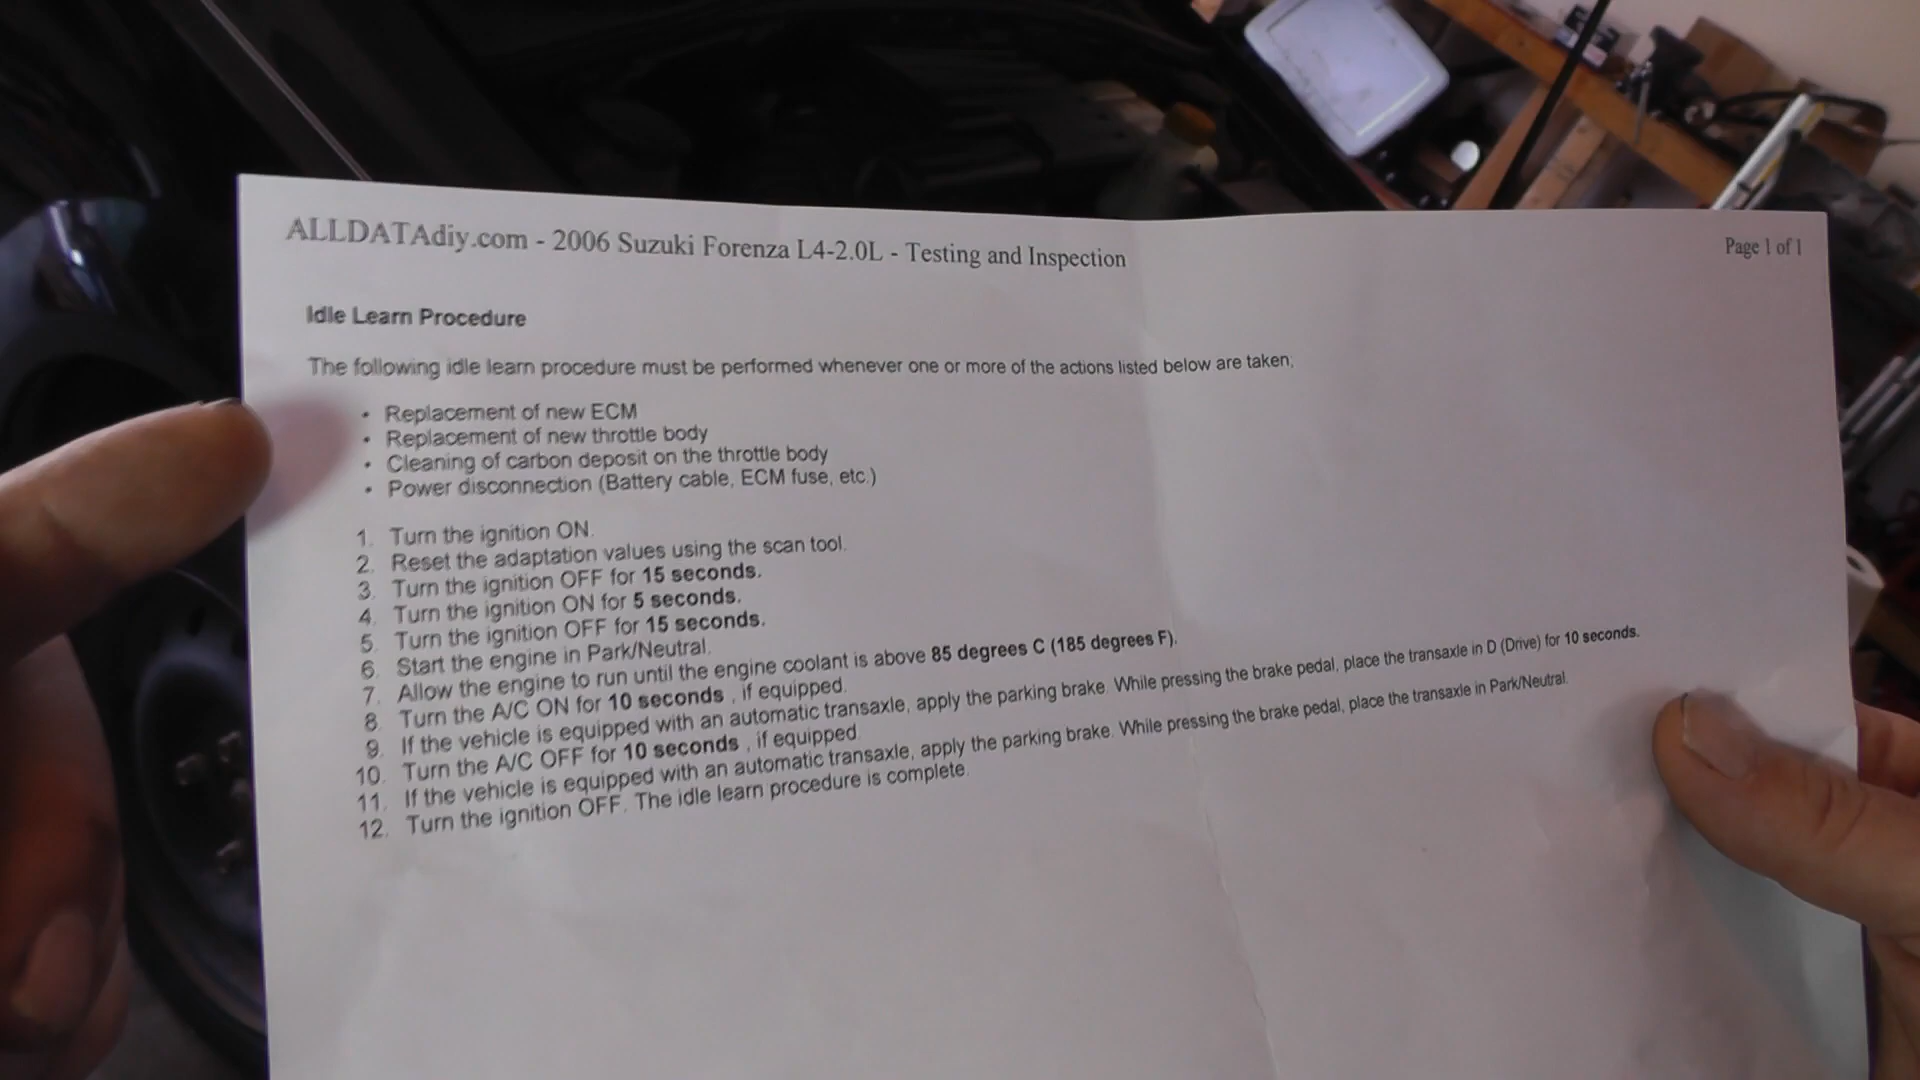 ALLDATAdiy.com - 2006 Suzuki Forenza L4-2.0L - Testing and Inspection
Page 1 of 1
Idle Learn Procedure
The following idle learn procedure must be performed whenever one or more of the actions listed below are taken;
• Replacement of new ECM
• Replacement of new throttle body
• Cleaning of carbon deposit on the throttle body
• Power disconnection (Battery cable, ECM fuse, etc.)
1. Turn the ignition ON.
2. Reset the adaptation values using the scan tool.
3. Turn the ignition OFF for 15 seconds.
4. Turn the ignition ON for 5 seconds.
5. Turn the ignition OFF for 15 seconds.
6. Start the engine in Park/Neutral.
7. Allow the engine to run until the engine coolant is above 85 degrees C (185 degrees F).
8. Turn the A/C ON for 10 seconds , if equipped.
9. If the vehicle is equipped with an automatic transaxle, apply the parking brake. While pressing the brake pedal, place the transaxle in D (Drive) for 10 seconds.
10. Turn the A/C OFF for 10 seconds , if equipped.
11. If the vehicle is equipped with an automatic transaxle, apply the parking brake. While pressing the brake pedal, place the transaxle in Park/Neutral.
12. Turn the ignition OFF. The idle learn procedure is complete.